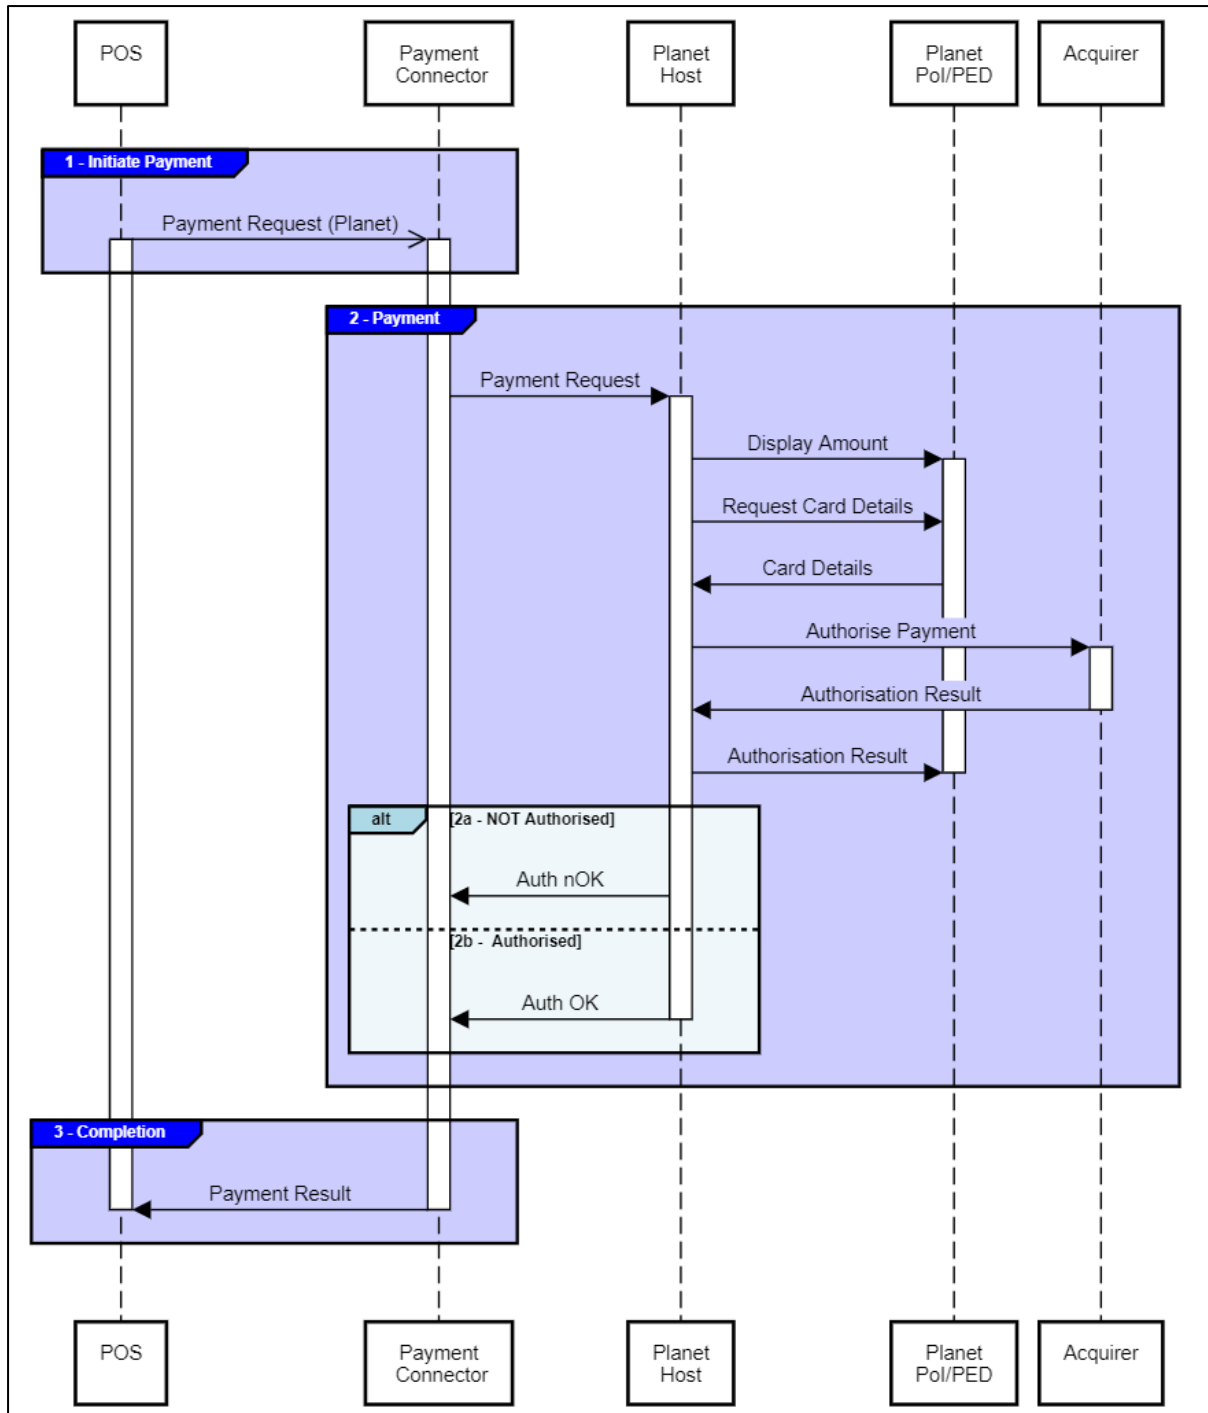 POS
Payment
Connector
Planet
Host
Planet
PoI/PED
Acquirer
1 - Initiate Payment
Payment Request (Planet)
2 - Payment
Payment Request
Display Amount
Request Card Details
Card Details
Authorise Payment
Authorisation Result
Authorisation Result
alt
[2a - NOT Authorised]
Auth nOK
[2b - Authorised]
Auth OK
3 - Completion
Payment Result
POS
Payment
Connector
Planet
Host
Planet
PoI/PED
Acquirer